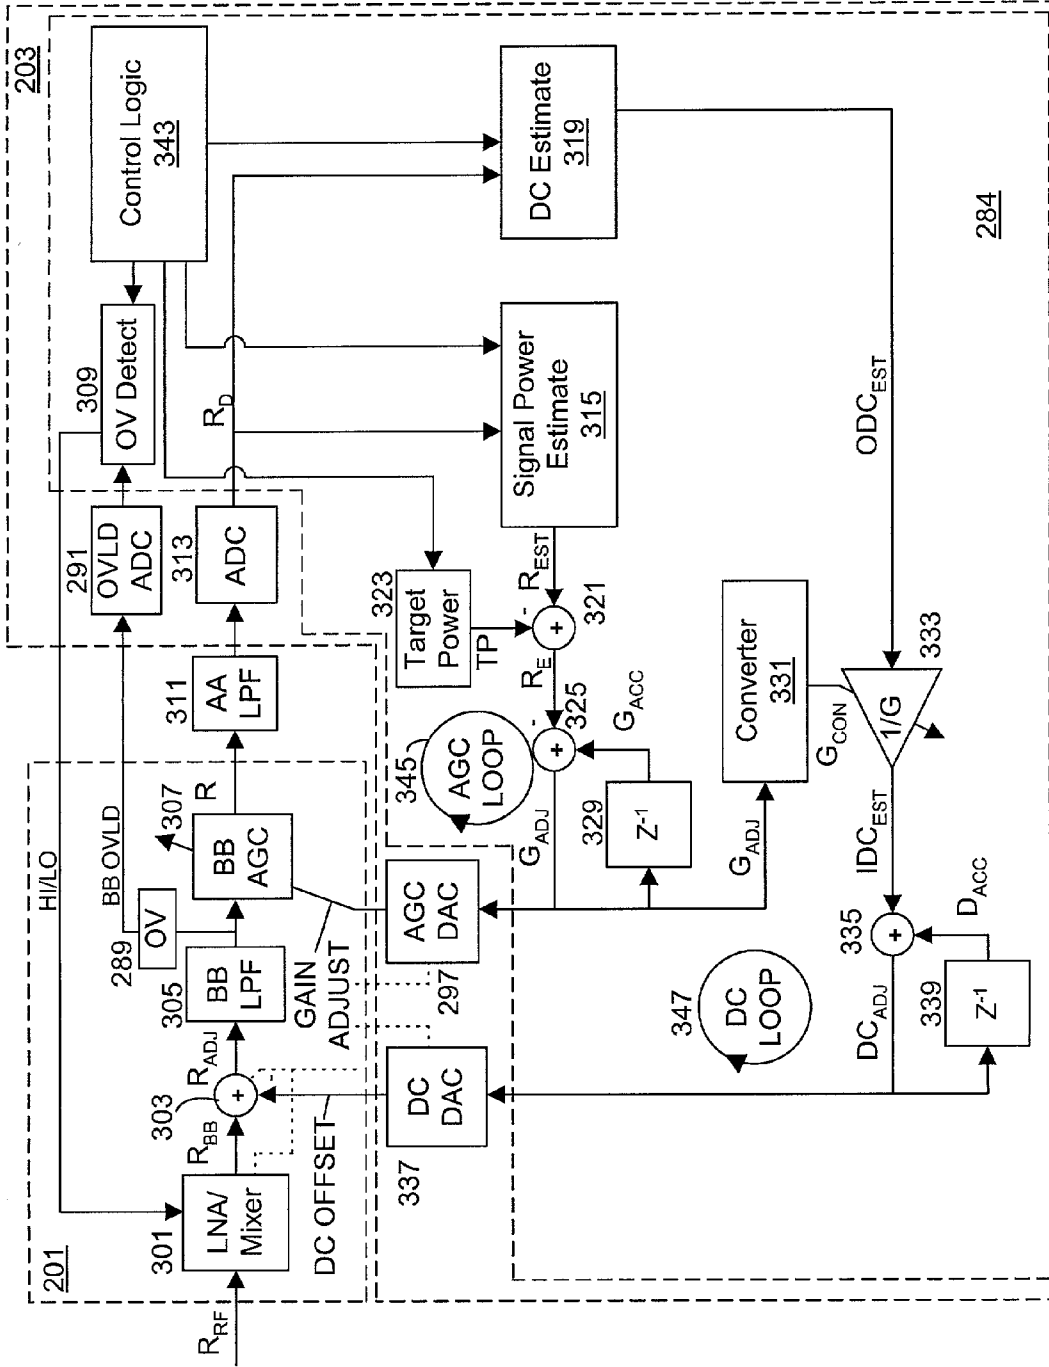 203
Control Logic
343
309
OV Detect
291
OVLD
ADC
HI/LO
BB OVLD
289
OV
313
ADC
R_D
311
AA
LPF
R
307
BB
AGC
305
BB
LPF
R_ADJ
303
+
-
R_BB
301
LNA/
Mixer
201
R_RF
GAIN
ADJUST
DC OFFSET
DC Estimate
319
Signal Power
Estimate
315
R_EST
323
Target
Power
TP
-
+
321
R_E
-
+
325
345
AGC
LOOP
G_ADJ
G_ACC
329
Z-1
AGC
DAC
297
DC
DAC
337
Converter
331
G_ADJ
G_CON
1/G
333
ODC_EST
IDC_EST
335
+
D_ACC
DC_ADJ
339
Z-1
347
DC
LOOP
284